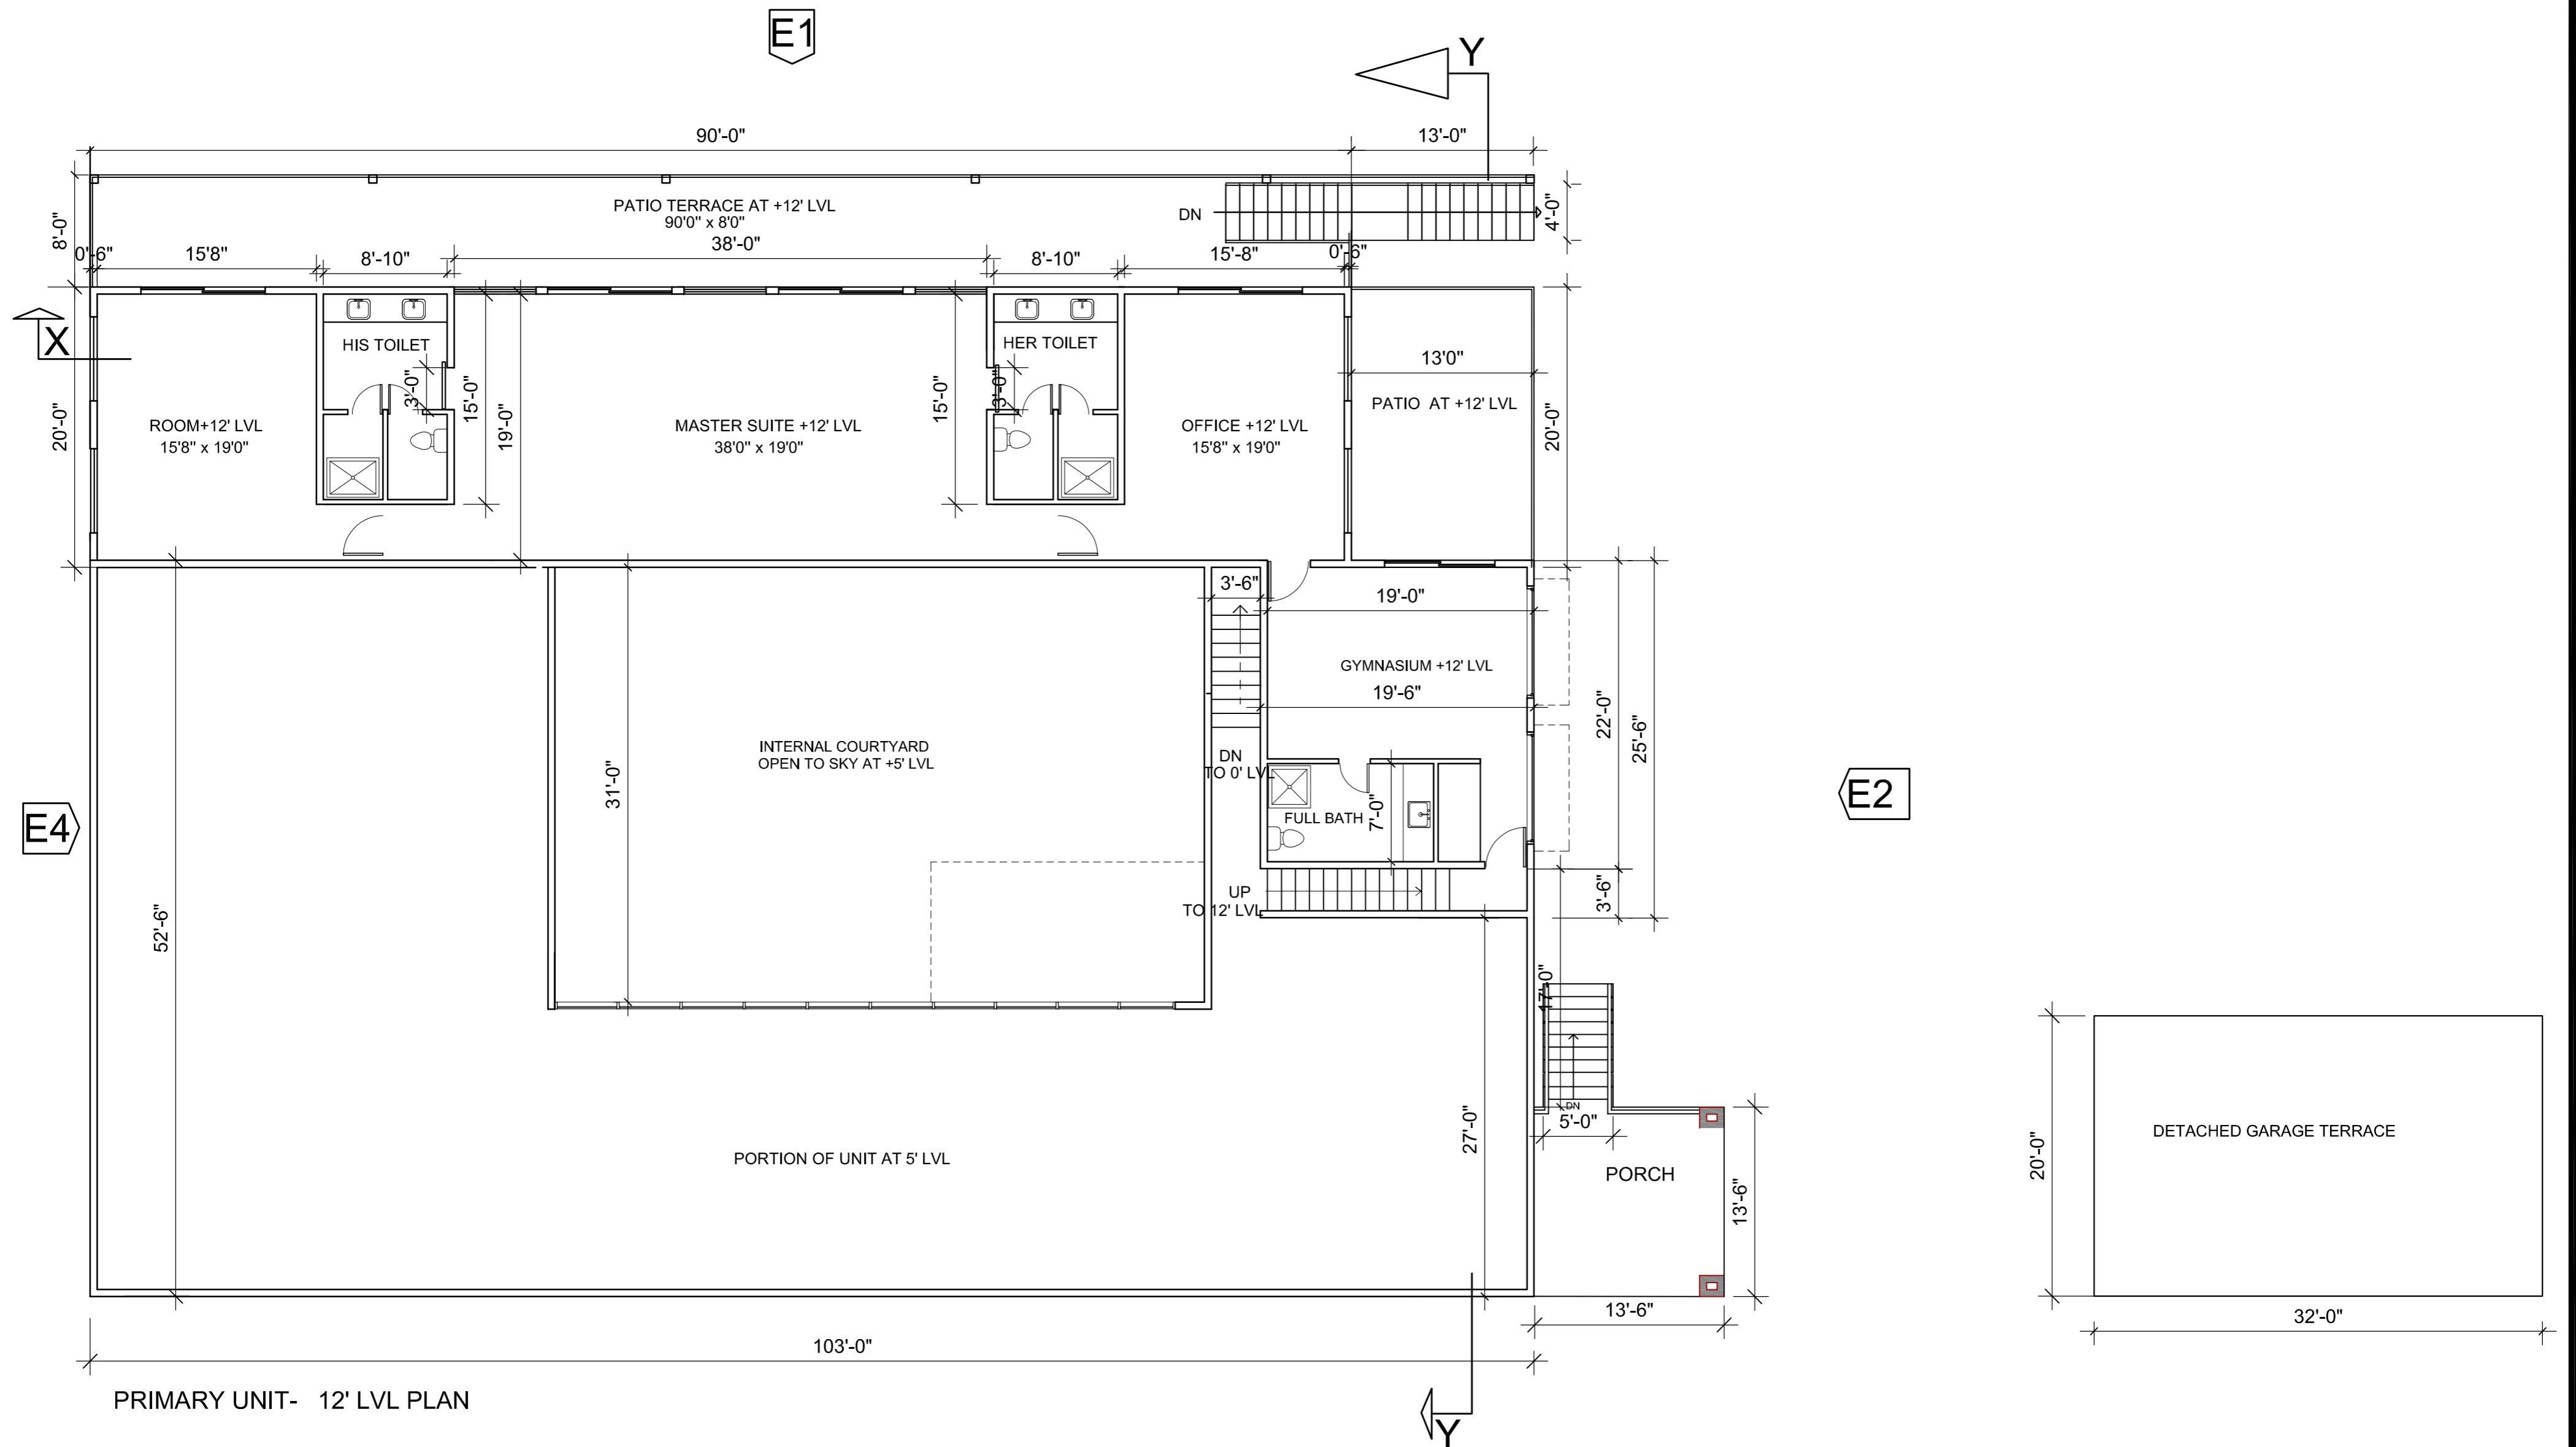 E1
Y
90'-0"
13'-0"
8'-0"
PATIO TERRACE AT +12' LVL
90'0" x 8'0"
DN
4'-0"
0'-6"
15'8"
8'-10"
38'-0"
8'-10"
15'-8"
0'-6"
X
HIS TOILET
HER TOILET
13'0"
3'-0"
15'-0"
19'-0"
15'-0"
3'-0"
20'-0"
20'-0"
PATIO AT +12' LVL
ROOM+12' LVL
15'8" x 19'0"
MASTER SUITE +12' LVL
38'0" x 19'0"
OFFICE +12' LVL
15'8" x 19'0"
3'-6"
19'-0"
GYMNASIUM +12' LVL
19'-6"
22'-0"
25'-6"
INTERNAL COURTYARD
OPEN TO SKY AT +5' LVL
31'-0"
DN
TO 0' LVL
FULL BATH
7'-0"
E4
E2
UP
TO 12' LVL
3'-6"
52'-6"
17'-0"
DN
5'-0"
27'-0"
PORTION OF UNIT AT 5' LVL
PORCH
13'-6"
13'-6"
20'-0"
DETACHED GARAGE TERRACE
32'-0"
103'-0"
PRIMARY UNIT- 12' LVL PLAN
Y